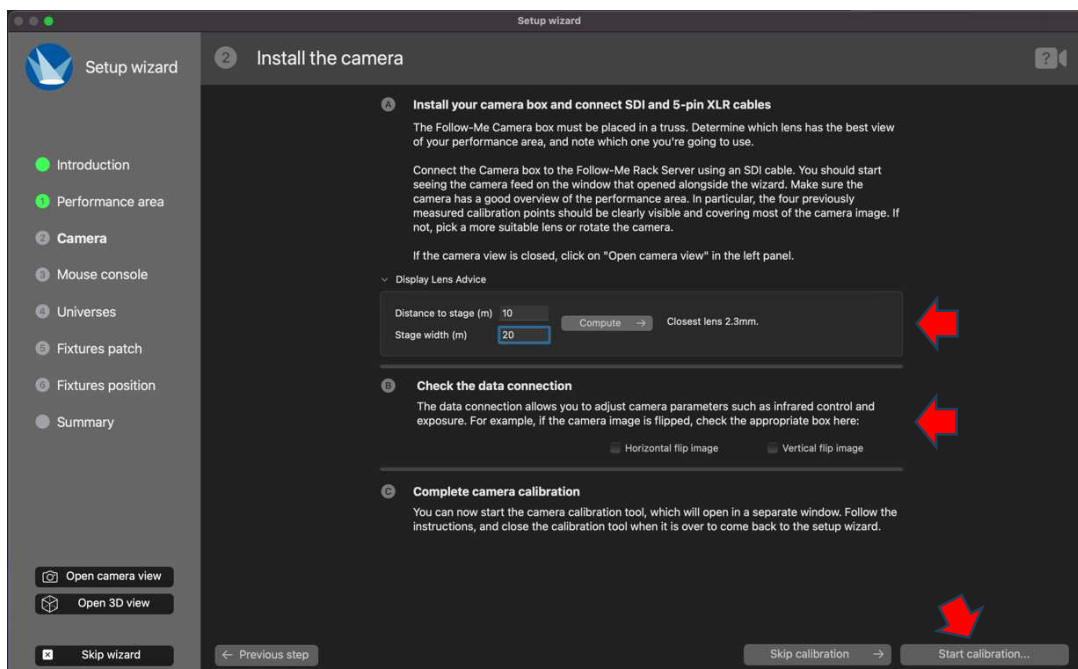 Setup wizard
Setup wizard
Introduction
1 Performance area
2 Camera
3 Mouse console
4 Universes
5 Fixtures patch
6 Fixtures position
Summary
Open camera view
Open 3D view
Skip wizard
2 Install the camera
?
A Install your camera box and connect SDI and 5-pin XLR cables
The Follow-Me Camera box must be placed in a truss. Determine which lens has the best view
of your performance area, and note which one you're going to use.
Connect the Camera box to the Follow-Me Rack Server using an SDI cable. You should start
seeing the camera feed on the window that opened alongside the wizard. Make sure the
camera has a good overview of the performance area. In particular, the four previously
measured calibration points should be clearly visible and covering most of the camera image. If
not, pick a more suitable lens or rotate the camera.
If the camera view is closed, click on "Open camera view" in the left panel.
Display Lens Advice
Distance to stage (m) 10
Stage width (m) 20
Compute → Closest lens 2.3mm.
B Check the data connection
The data connection allows you to adjust camera parameters such as infrared control and
exposure. For example, if the camera image is flipped, check the appropriate box here:
Horizontal flip image Vertical flip image
C Complete camera calibration
You can now start the camera calibration tool, which will open in a separate window. Follow the
instructions, and close the calibration tool when it is over to come back to the setup wizard.
← Previous step
Skip calibration →
Start calibration...